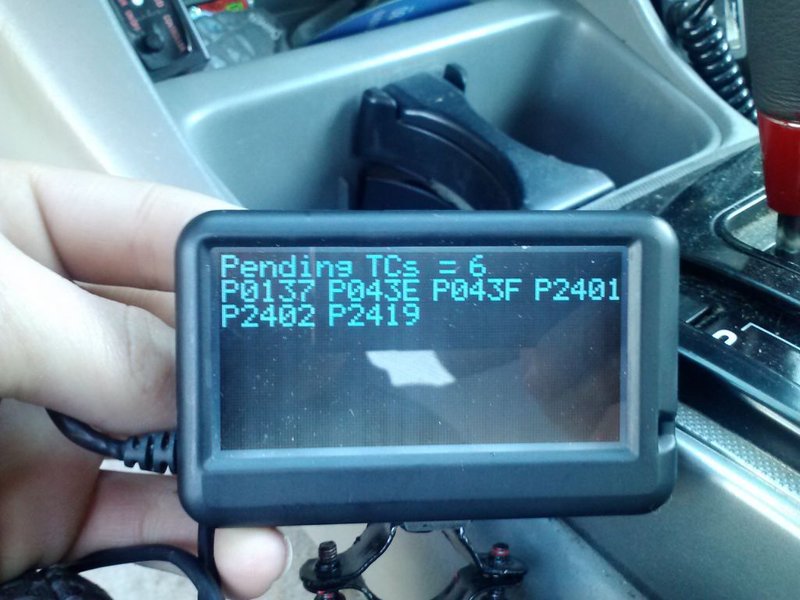 Pending TCs = 6
P0137 P043E P043F P2401
P2402 P2419